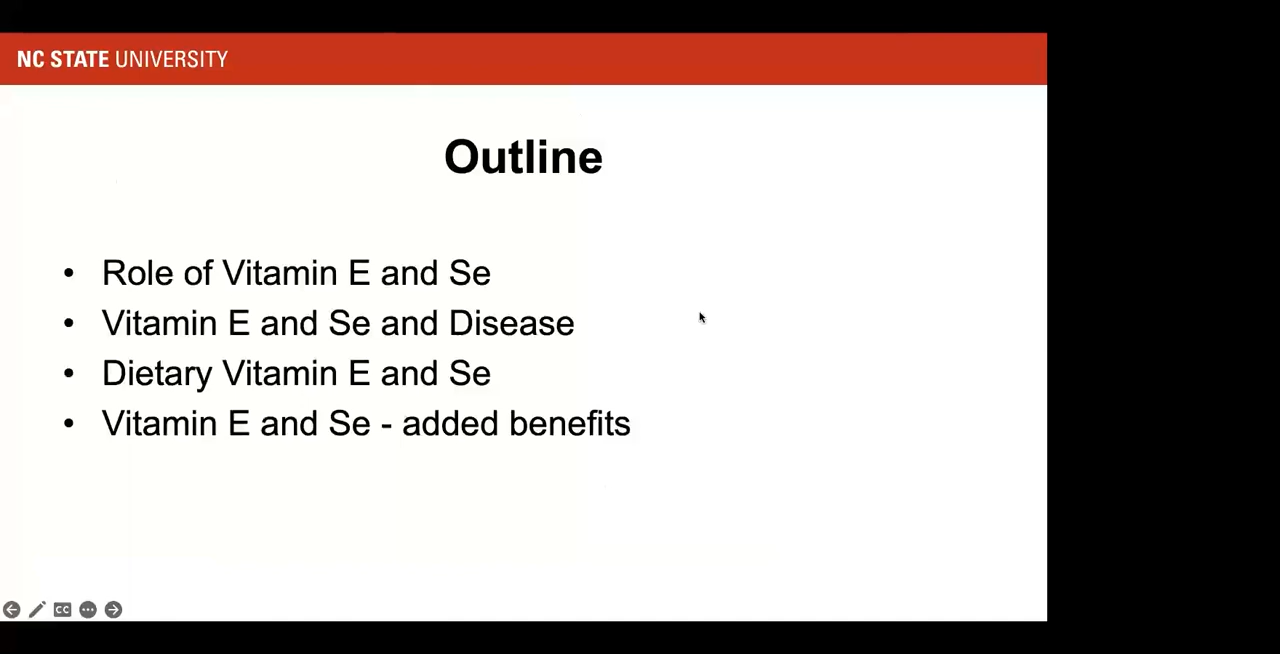 NC STATE UNIVERSITY
Outline
• Role of Vitamin E and Se
• Vitamin E and Se and Disease
• Dietary Vitamin E and Se
• Vitamin E and Se - added benefits
CC